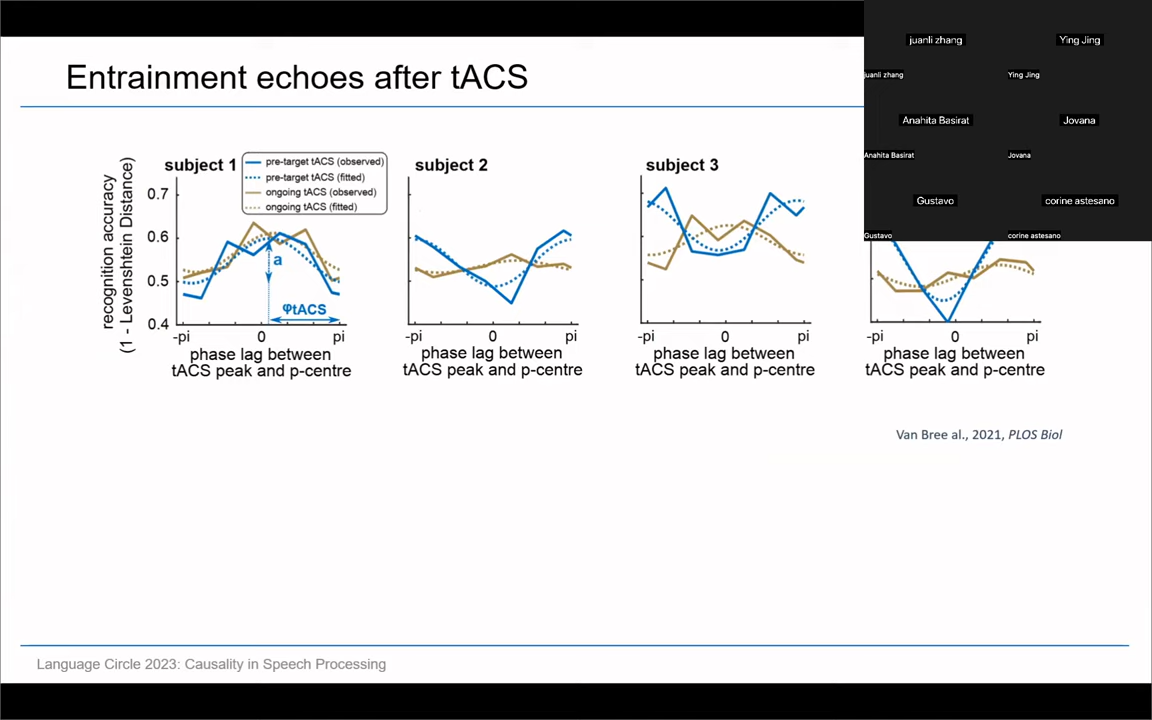 juanli zhang
Ying Jing
juanli zhang
Ying Jing
Anahita Basirat
Jovana
Anahita Basirat
Jovana
Gustavo
corine astesano
Gustavo
corine astesano
Entrainment echoes after tACS
subject 1
pre-target tACS (observed)
pre-target tACS (fitted)
ongoing tACS (observed)
ongoing tACS (fitted)
subject 2
subject 3
recognition accuracy
(1 - Levenshtein Distance)
0.7
0.6
0.5
0.4
a
φtACS
-pi 0 pi
phase lag between
tACS peak and p-centre
-pi 0 pi
phase lag between
tACS peak and p-centre
-pi 0 pi
phase lag between
tACS peak and p-centre
-pi 0 pi
phase lag between
tACS peak and p-centre
Van Bree al., 2021, PLOS Biol
Language Circle 2023: Causality in Speech Processing